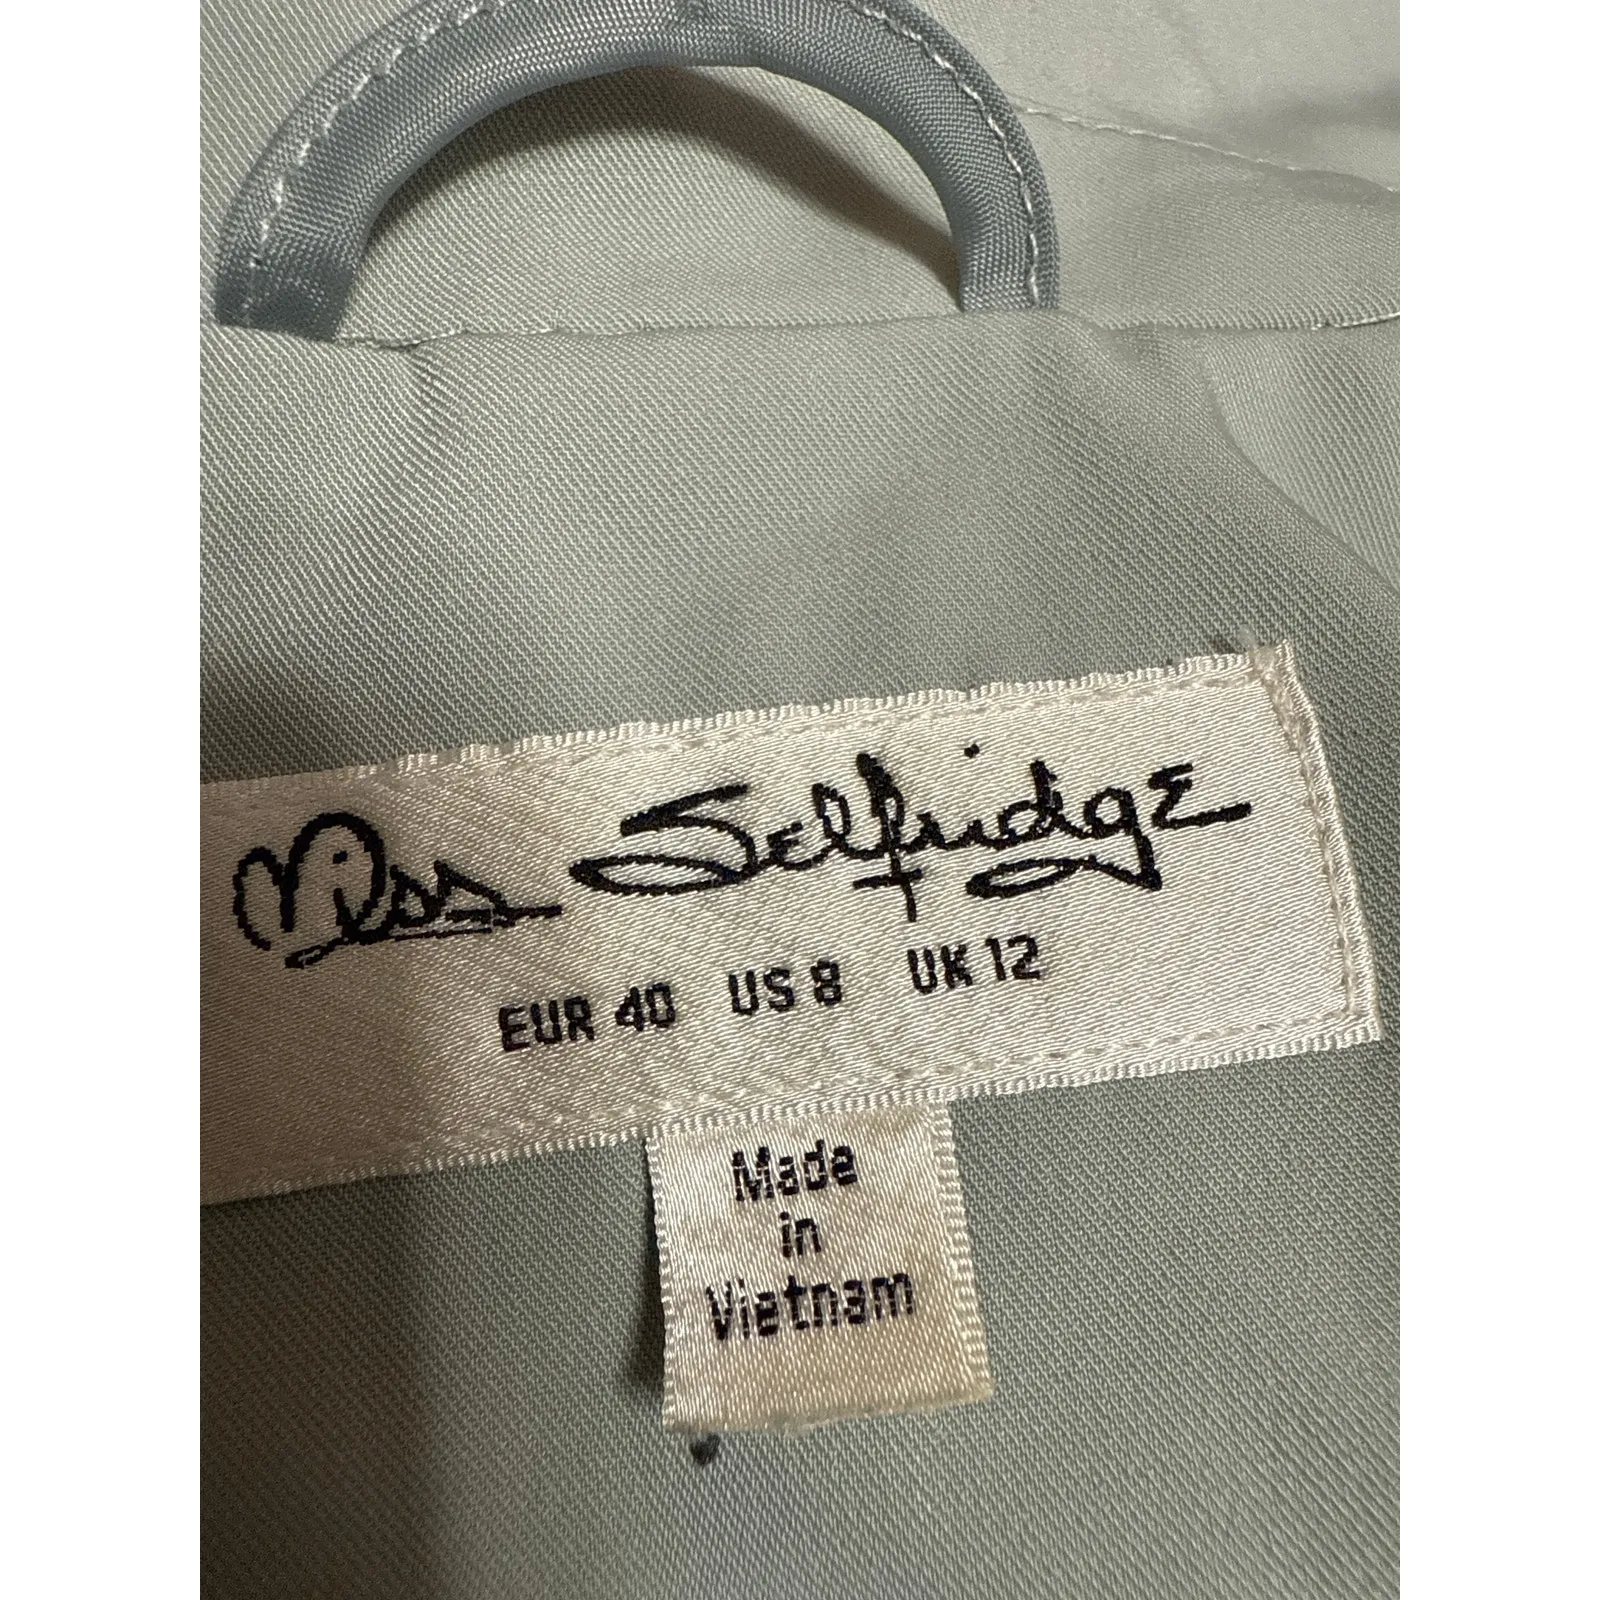 Miss Selfridge
EUR 40 US 8 UK 12
Made
in
Vietnam